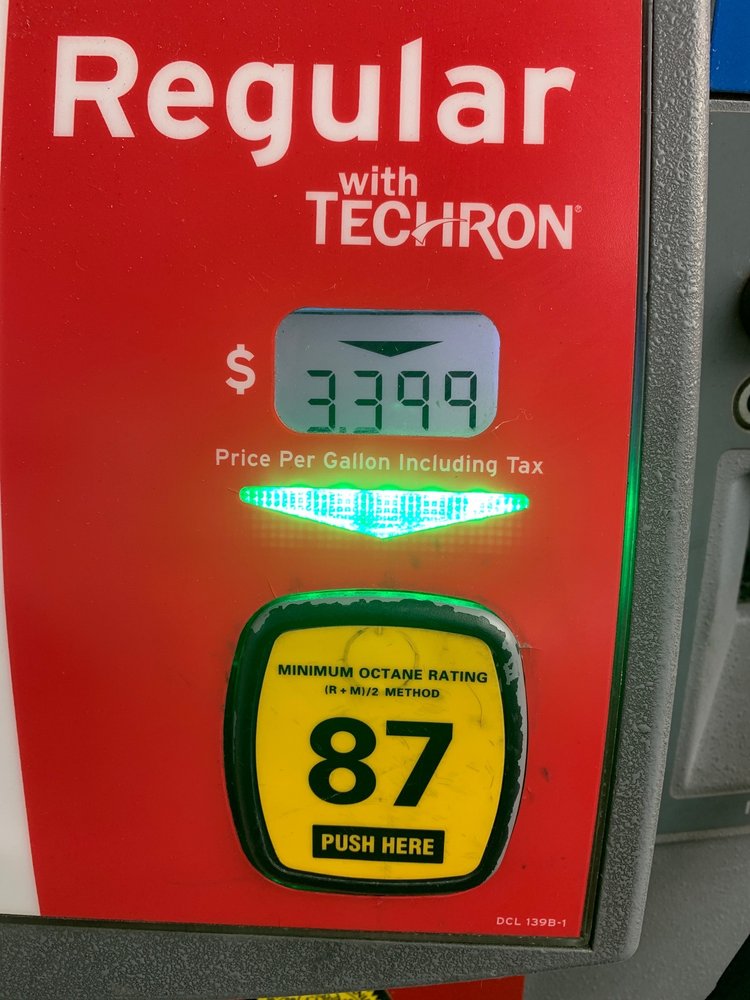 Regular
with
TECHRON®
$ 3.399
Price Per Gallon Including Tax
MINIMUM OCTANE RATING
(R + M)/2 METHOD
87
PUSH HERE
DCL 139B-1